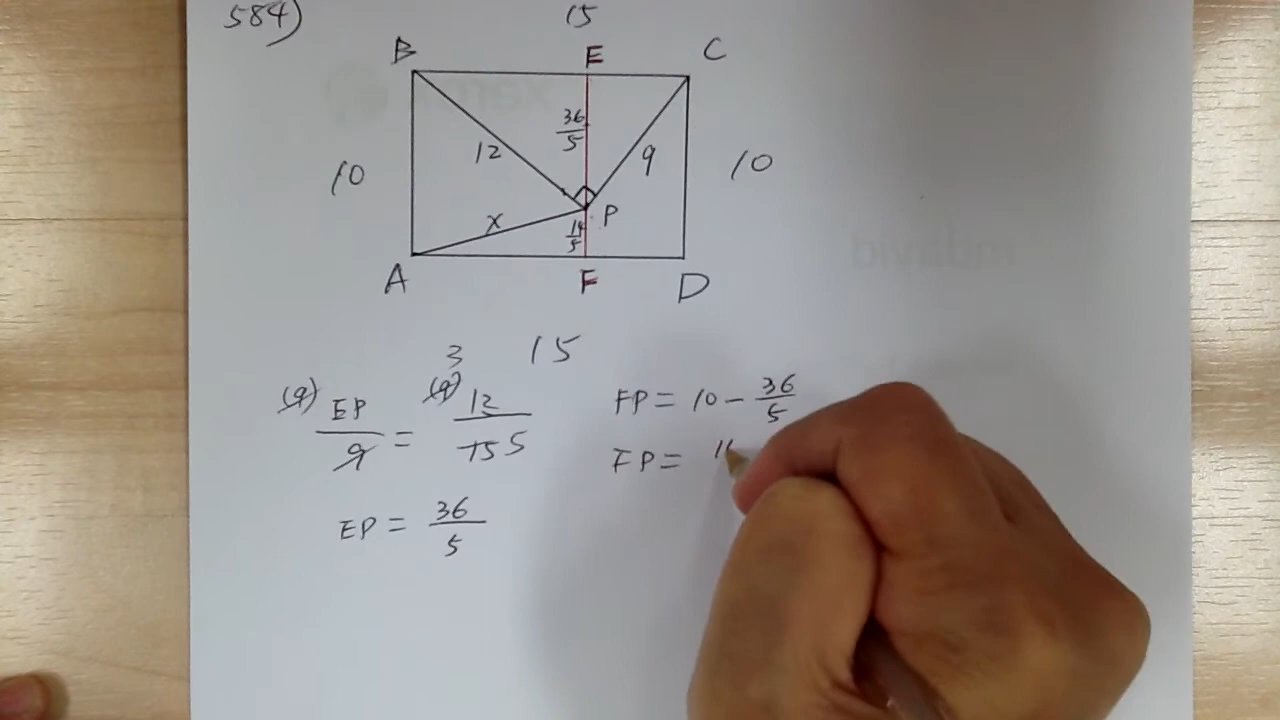 584)
15
B E C
36/5
12 9
10 10
x P
14/5
A F D
3 15
(9) EP/9 = (9) 12/15 5
FP = 10 - 36/5
FP = 1
EP = 36/5